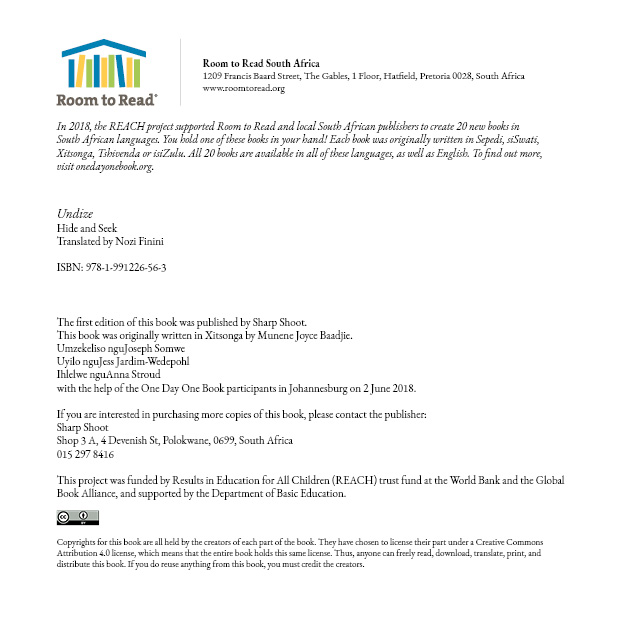 Room to Read®
Room to Read South Africa
1209 Francis Baard Street, The Gables, 1 Floor, Hatfield, Pretoria 0028, South Africa
www.roomtoread.org
In 2018, the REACH project supported Room to Read and local South African publishers to create 20 new books in
South African languages. You hold one of these books in your hand! Each book was originally written in Sepedi, siSwati,
Xitsonga, Tshivenda or isiZulu. All 20 books are available in all of these languages, as well as English. To find out more,
visit onedayonebook.org.
Undize
Hide and Seek
Translated by Nozi Finini
ISBN: 978-1-991226-56-3
The first edition of this book was published by Sharp Shoot.
This book was originally written in Xitsonga by Munene Joyce Baadjie.
Umzekeliso nguJoseph Somwe
Uyilo nguJess Jardim-Wedepohl
Ihlelwe nguAnna Stroud
with the help of the One Day One Book participants in Johannesburg on 2 June 2018.
If you are interested in purchasing more copies of this book, please contact the publisher:
Sharp Shoot
Shop 3 A, 4 Devenish St, Polokwane, 0699, South Africa
015 297 8416
This project was funded by Results in Education for All Children (REACH) trust fund at the World Bank and the Global
Book Alliance, and supported by the Department of Basic Education.
cc BY
Copyrights for this book are all held by the creators of each part of the book. They have chosen to license their part under a Creative Commons
Attribution 4.0 license, which means that the entire book holds this same license. Thus, anyone can freely read, download, translate, print, and
distribute this book. If you do reuse anything from this book, you must credit the creators.